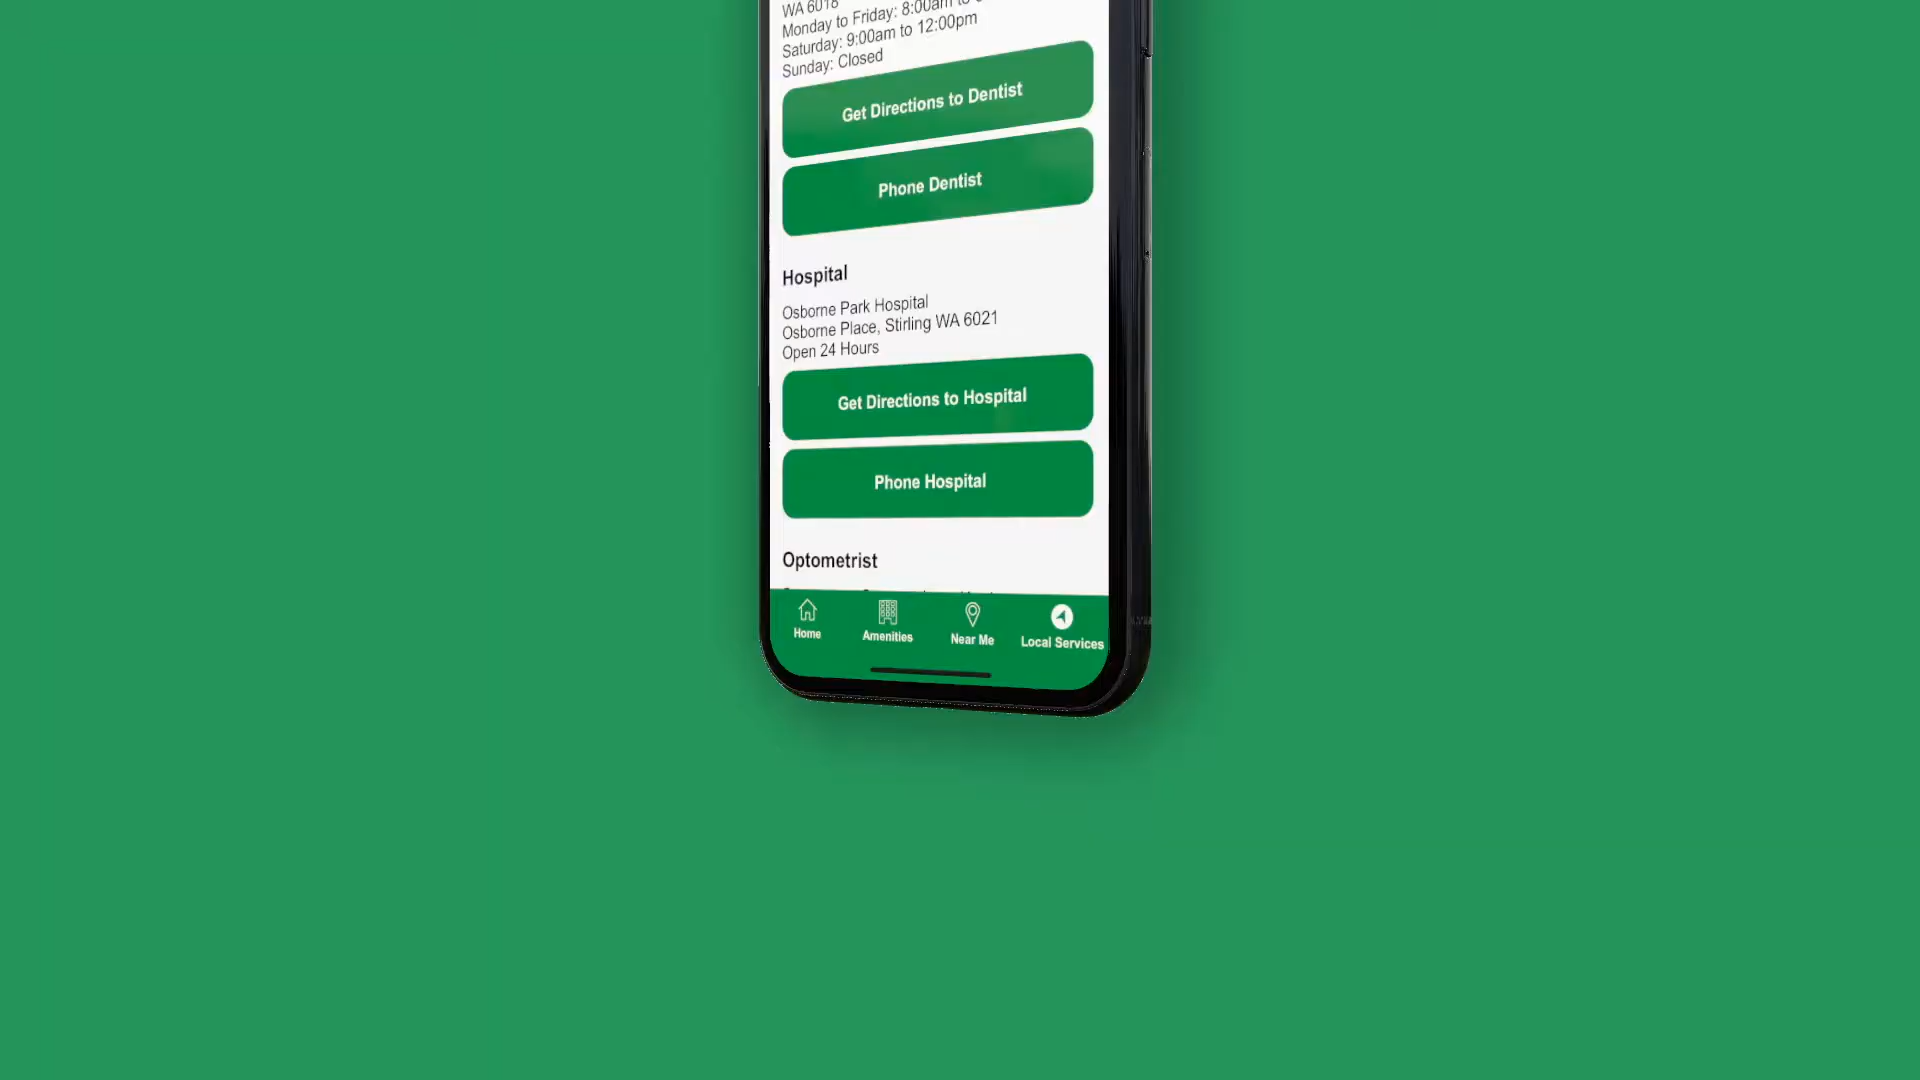 WA 6018
Monday to Friday: 8:00am to
Saturday: 9:00am to 12:00pm
Sunday: Closed
Get Directions to Dentist
Phone Dentist
Hospital
Osborne Park Hospital
Osborne Place, Stirling WA 6021
Open 24 Hours
Get Directions to Hospital
Phone Hospital
Optometrist
Home
Amenities
Near Me
Local Services